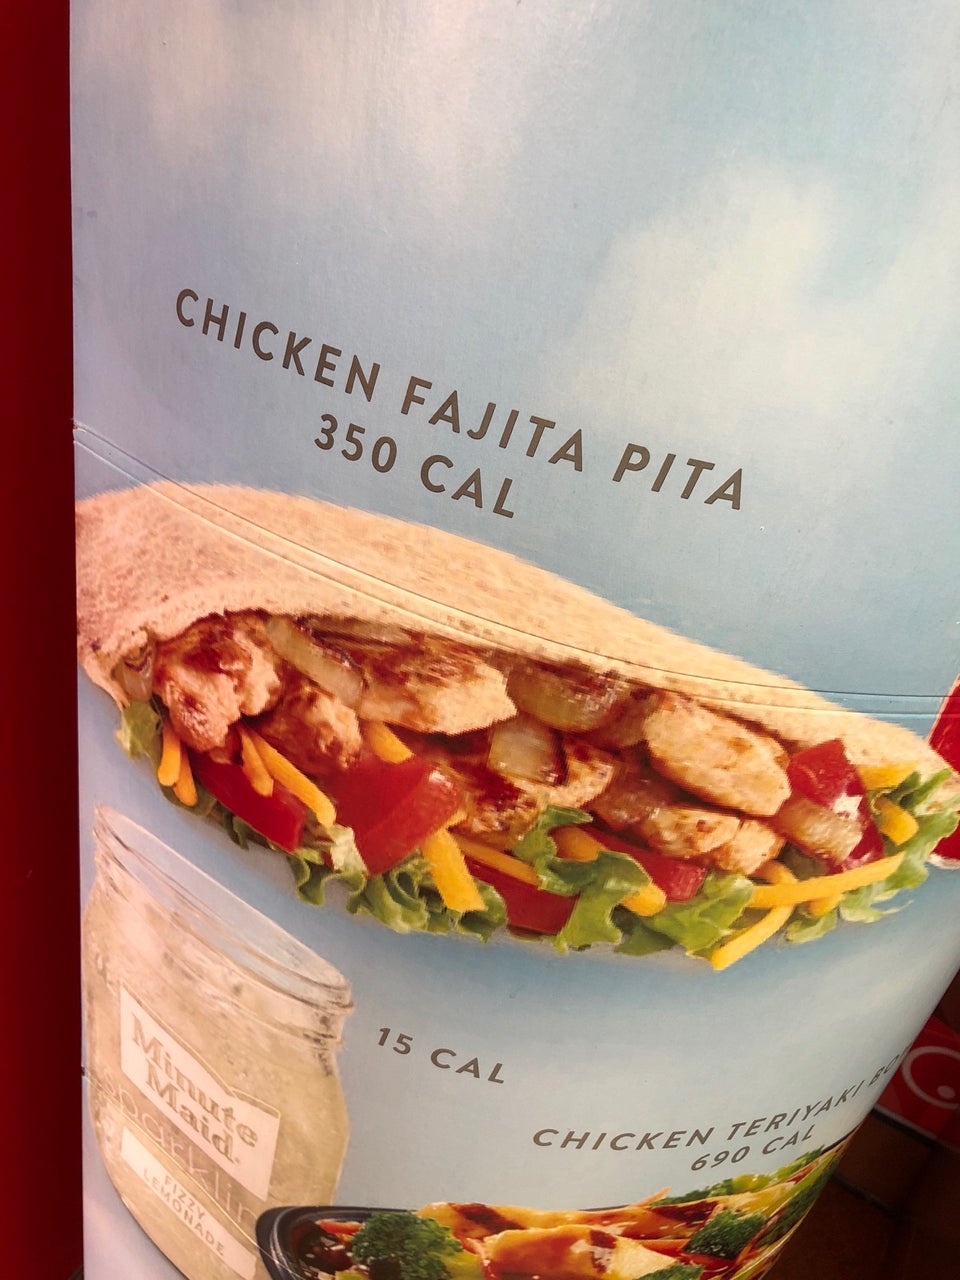 CHICKEN FAJITA PITA
350 CAL
15 CAL
Minute
Maid
FIZZY
LEMONADE
CHICKEN TERIYAKI
690 CAL